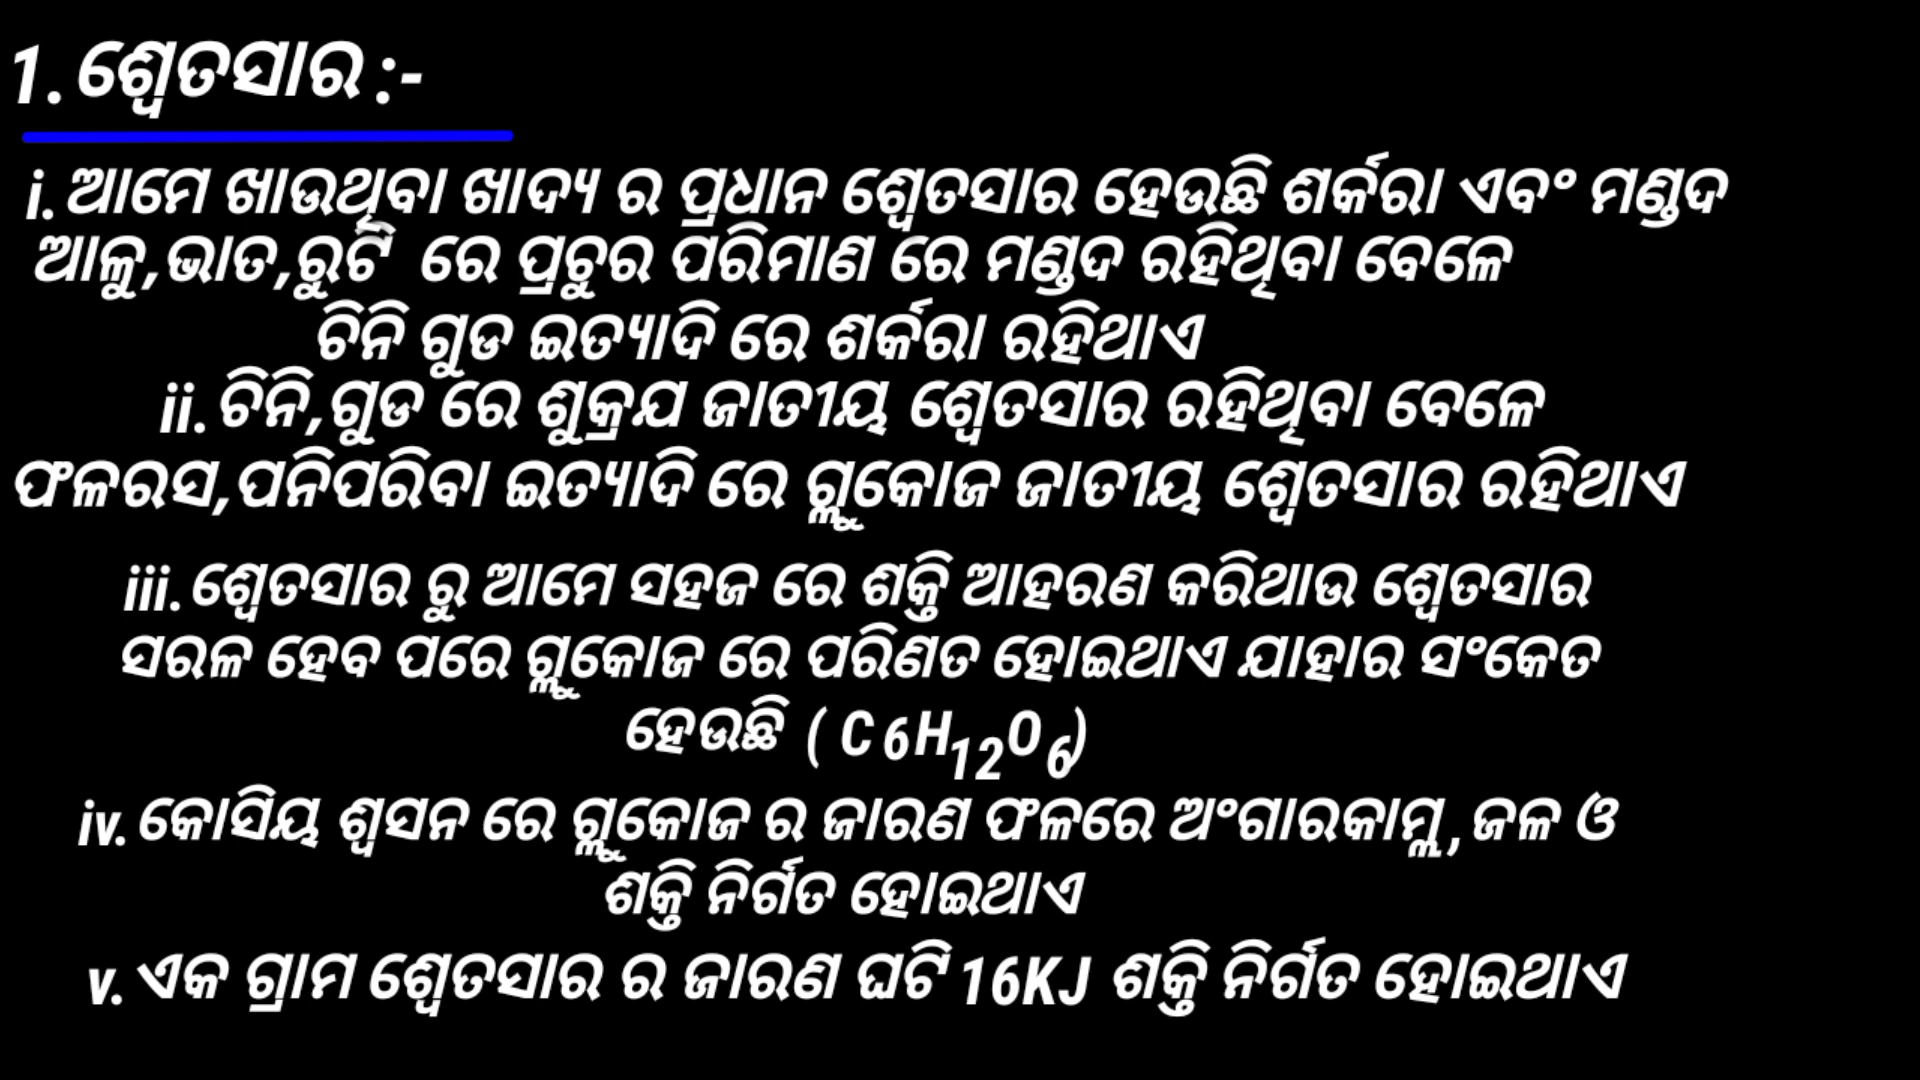 1. ଶ୍ୱେତସାର :-
i. ଆମେ ଖାଉଥିବା ଖାଦ୍ୟ ର ପ୍ରଧାନ ଶ୍ୱେତସାର ହେଉଛି ଶର୍କରା ଏବଂ ମଣ୍ଡଦ
ଆଳୁ,ଭାତ,ରୁଟି ରେ ପ୍ରଚୁର ପରିମାଣ ରେ ମଣ୍ଡଦ ରହିଥିବା ବେଳେ
ଚିନି ଗୁଡ ଇତ୍ୟାଦି ରେ ଶର୍କରା ରହିଥାଏ
ii. ଚିନି,ଗୁଡ ରେ ଶୁକ୍ରଯ ଜାତୀୟ ଶ୍ୱେତସାର ରହିଥିବା ବେଳେ
ଫଳରସ,ପନିପରିବା ଇତ୍ୟାଦି ରେ ଗ୍ଲୁକୋଜ ଜାତୀୟ ଶ୍ୱେତସାର ରହିଥାଏ
iii. ଶ୍ୱେତସାର ରୁ ଆମେ ସହଜ ରେ ଶକ୍ତି ଆହରଣ କରିଥାଉ ଶ୍ୱେତସାର
ସରଳ ହେବ ପରେ ଗ୍ଲୁକୋଜ ରେ ପରିଣତ ହୋଇଥାଏ ଯାହାର ସଂକେତ
ହେଉଛି ( C6H12O6)
iv. କୋସିୟ ଶ୍ୱସନ ରେ ଗ୍ଲୁକୋଜ ର ଜାରଣ ଫଳରେ ଅଂଗାରକାମ୍ଳ,ଜଳ ଓ
ଶକ୍ତି ନିର୍ଗତ ହୋଇଥାଏ
v. ଏକ ଗ୍ରାମ ଶ୍ୱେତସାର ର ଜାରଣ ଘଟି 16KJ ଶକ୍ତି ନିର୍ଗତ ହୋଇଥାଏ